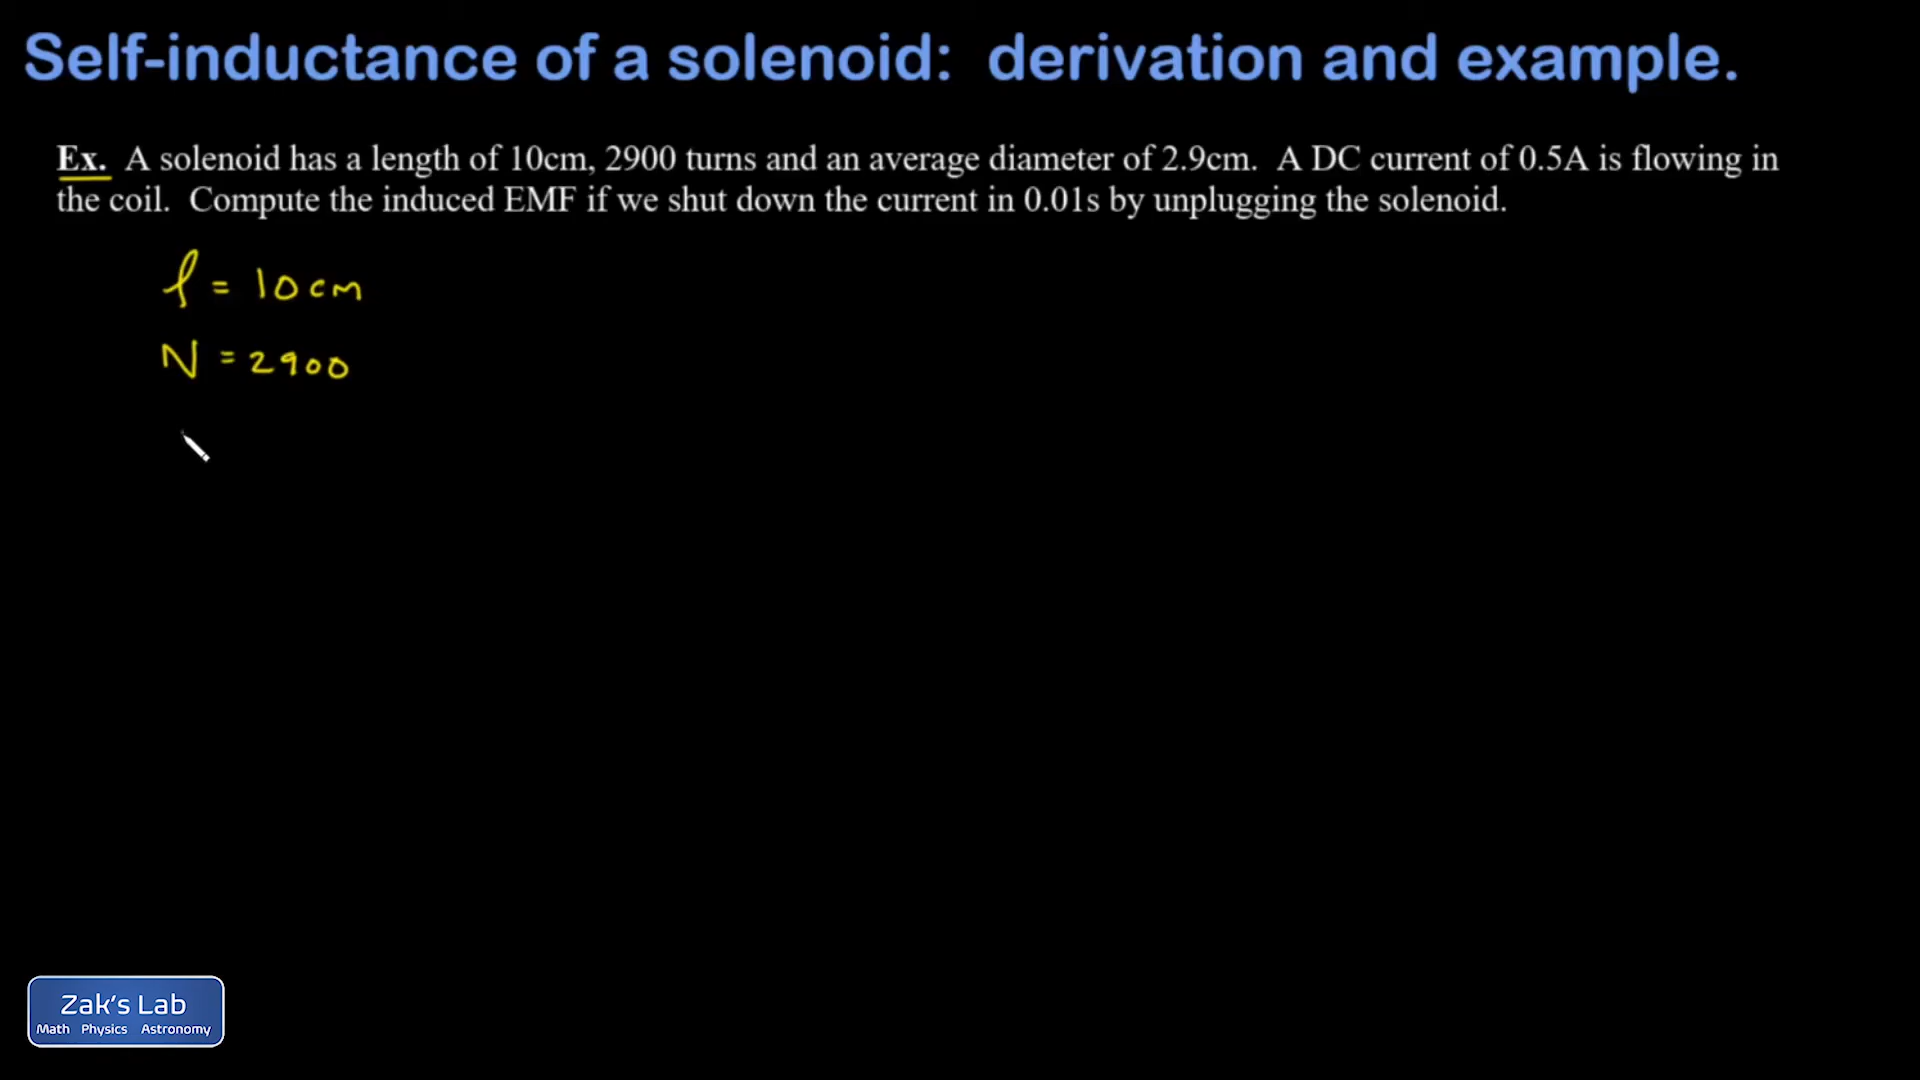 Self-inductance of a solenoid: derivation and example.
Ex. A solenoid has a length of 10cm, 2900 turns and an average diameter of 2.9cm. A DC current of 0.5A is flowing in
the coil. Compute the induced EMF if we shut down the current in 0.01s by unplugging the solenoid.
ℓ = 10cm
N = 2900
Zak's Lab
Math Physics Astronomy